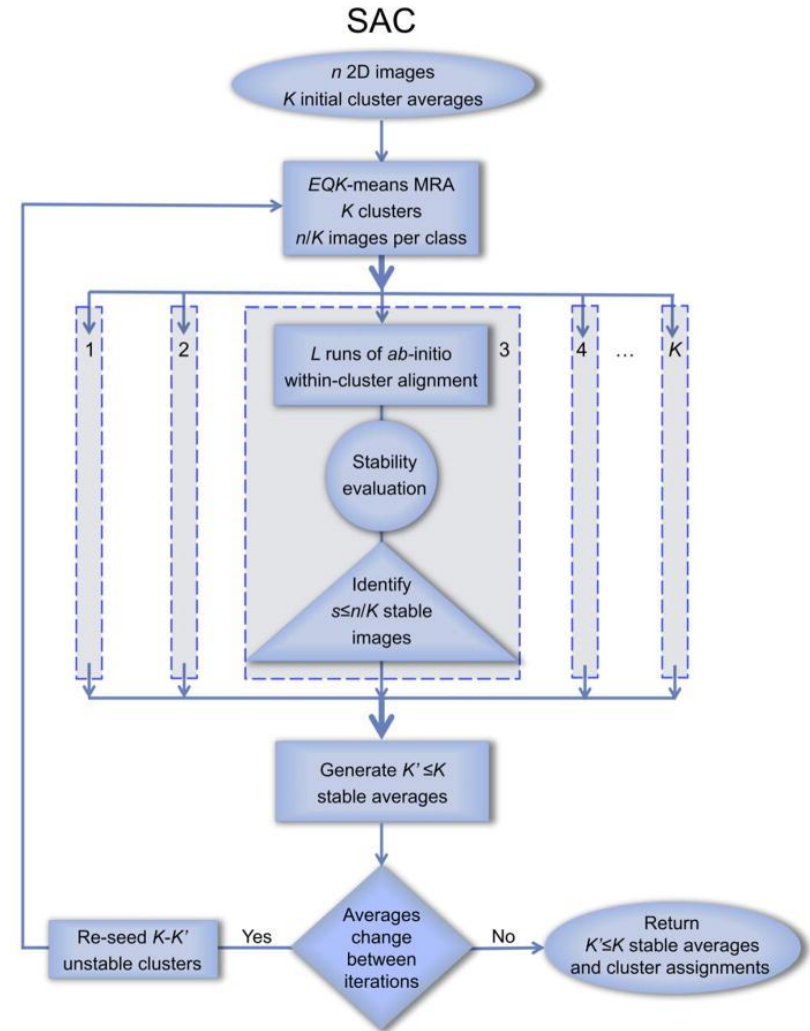 SAC
n 2D images
K initial cluster averages
EQK-means MRA
K clusters
n/K images per class
1
2
L runs of ab-initio
within-cluster alignment
3
4
...
K
Stability
evaluation
Identify
s≤n/K stable
images
Generate K' ≤K
stable averages
Re-seed K-K'
unstable clusters
Yes
Averages
change
between
iterations
No
Return
K'≤K stable averages
and cluster assignments